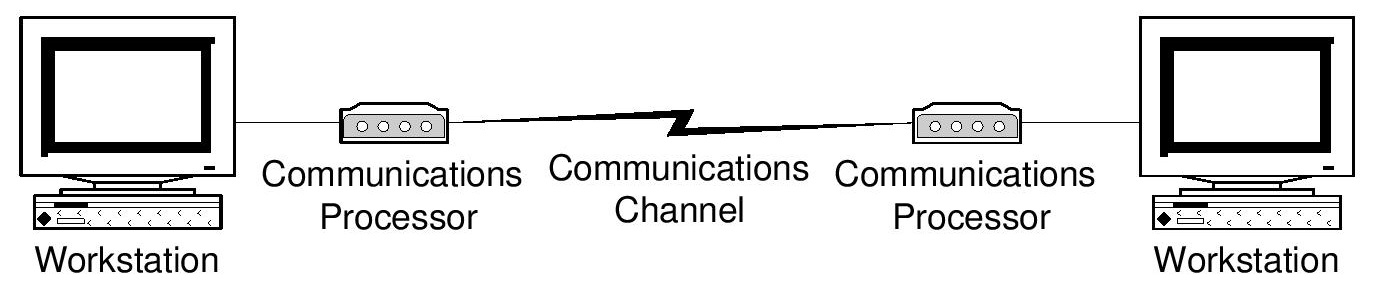 Communications
Processor
Communications
Channel
Communications
Processor
Workstation
Workstation